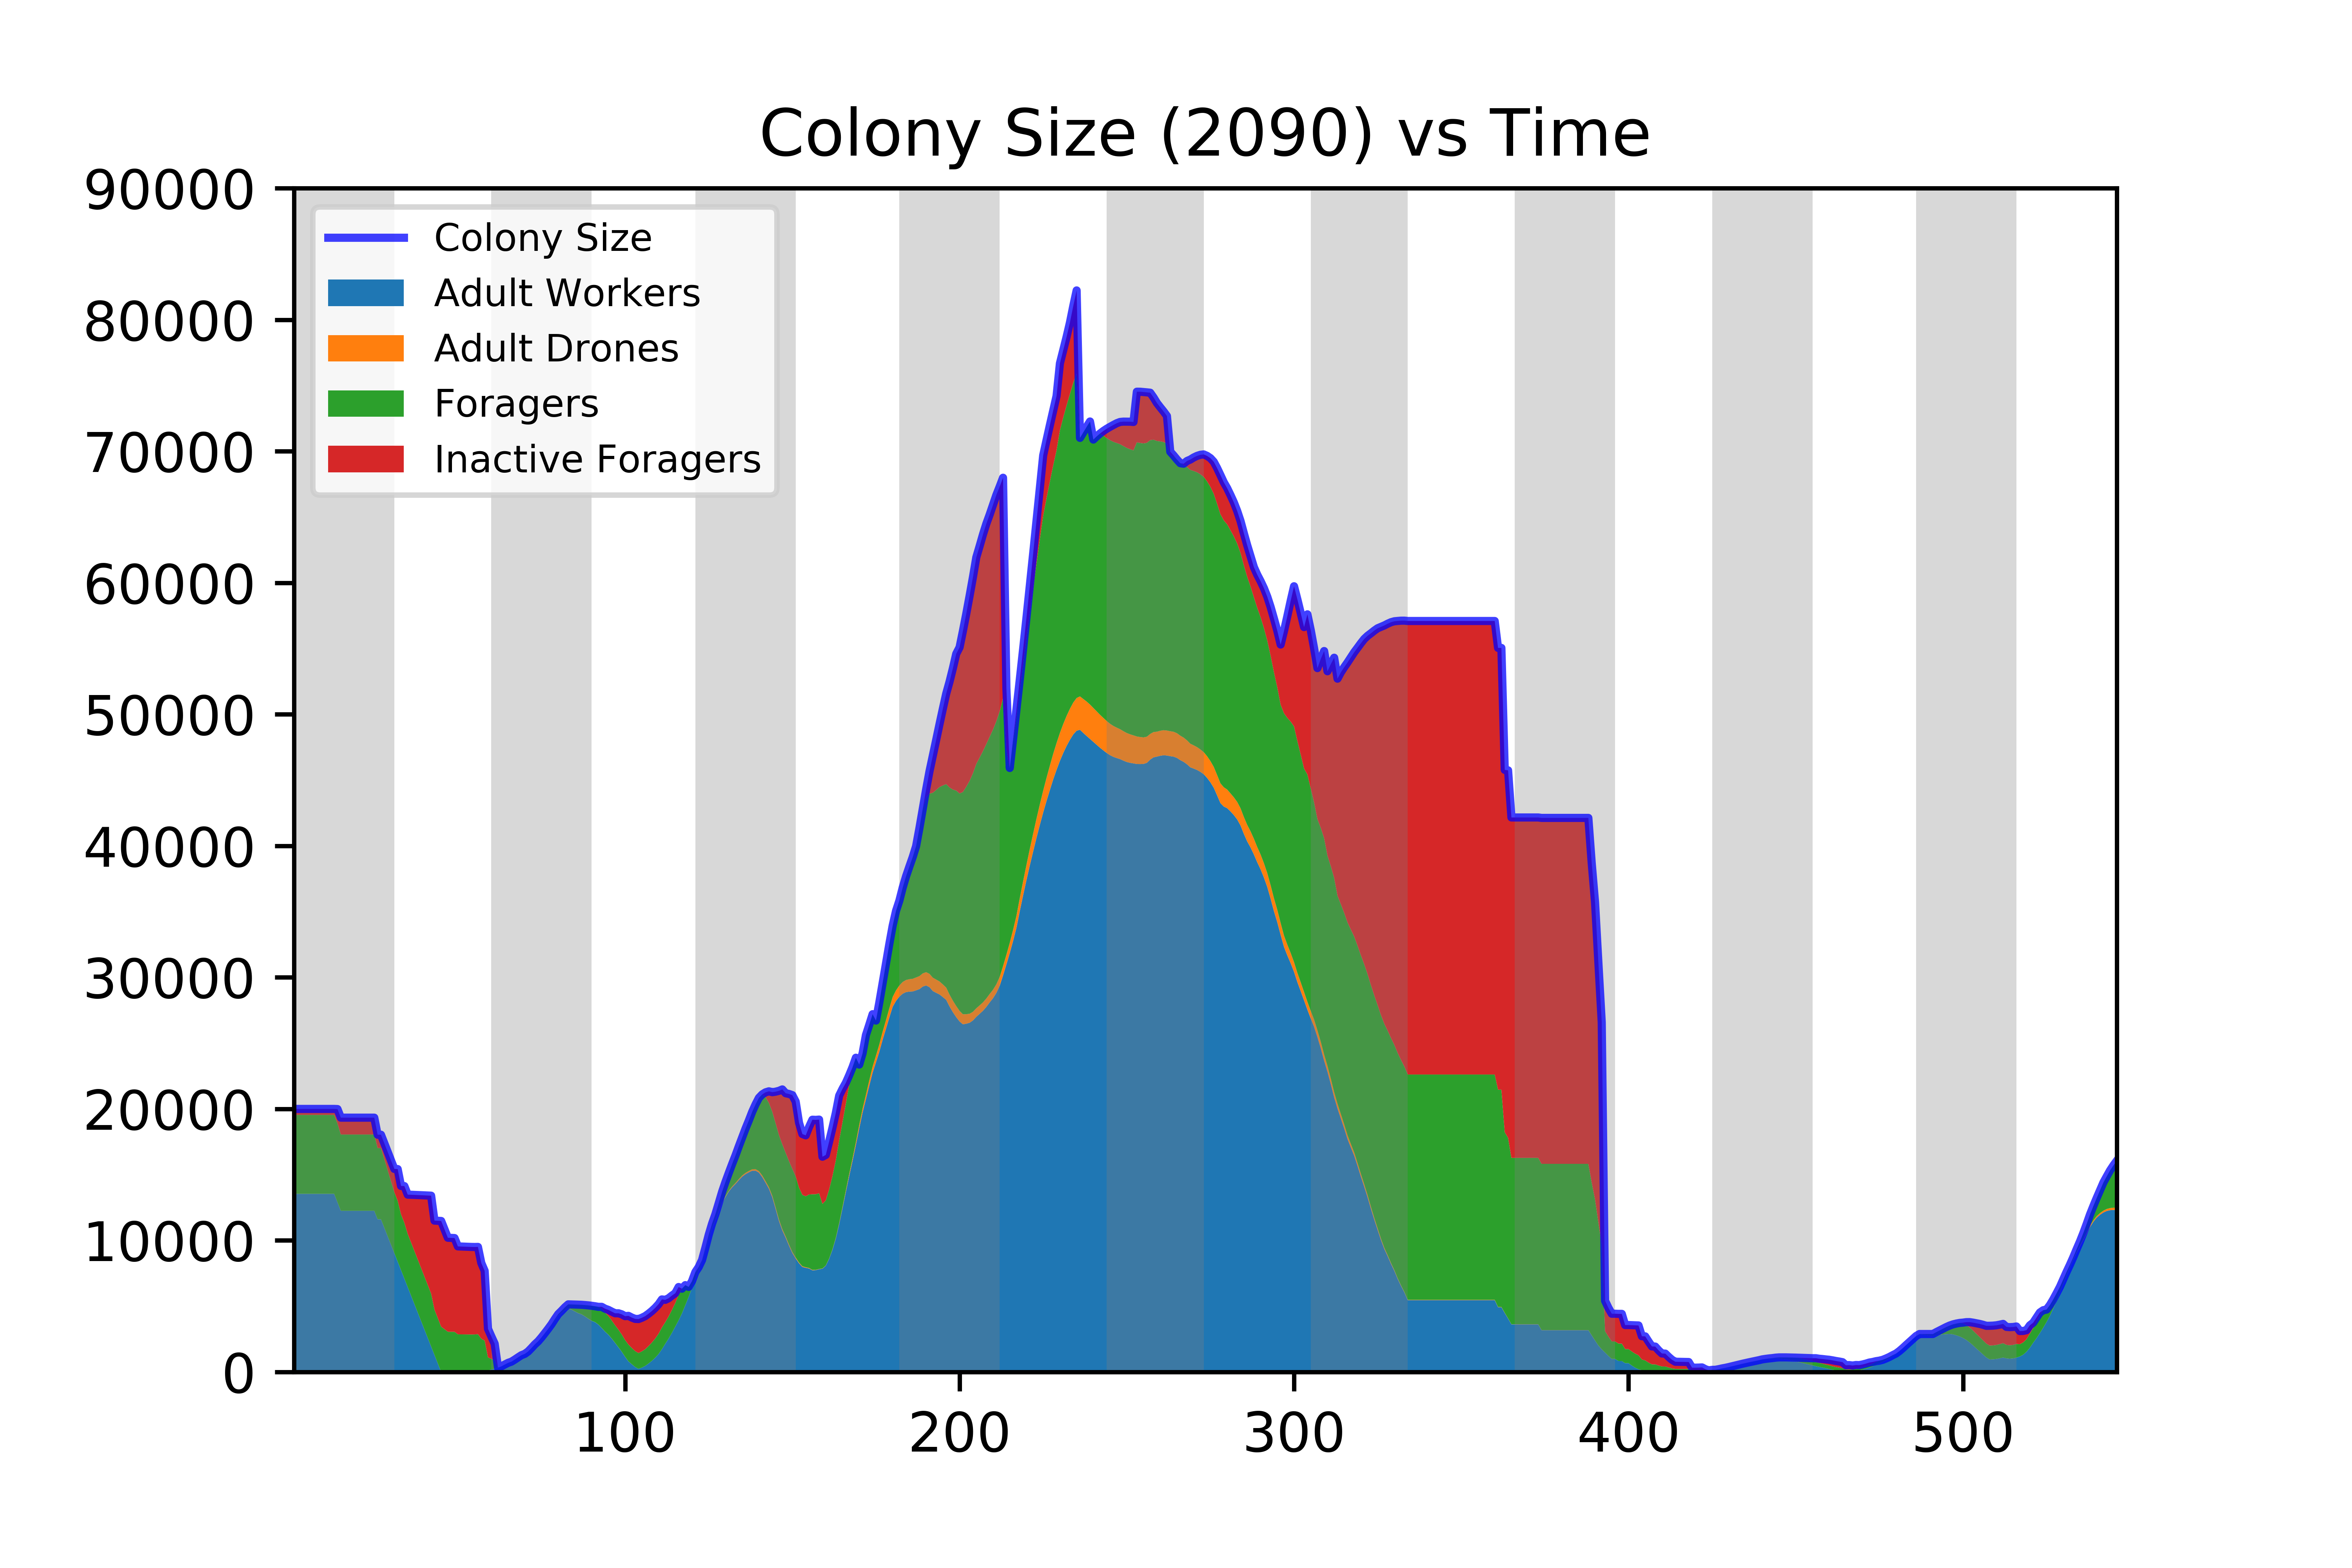 Colony Size (2090) vs Time
90000
80000
70000
60000
50000
40000
30000
20000
10000
0
Colony Size
Adult Workers
Adult Drones
Foragers
Inactive Foragers
100 200 300 400 500